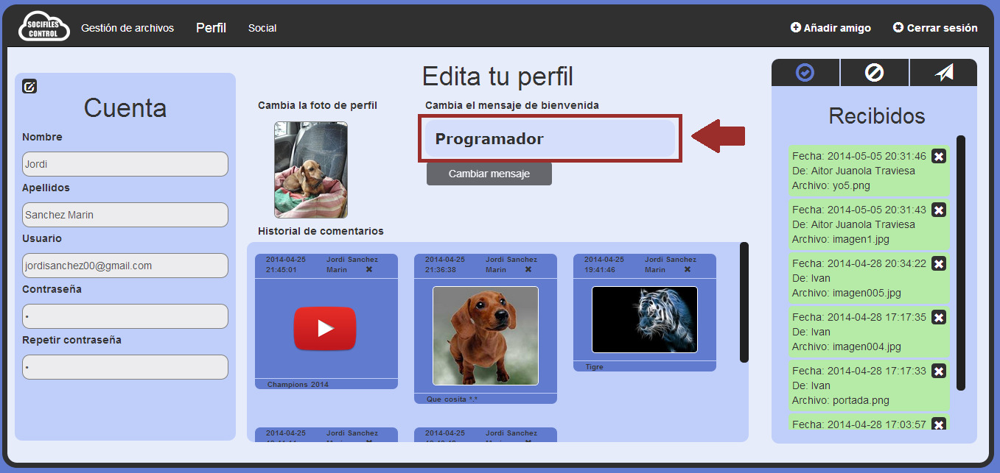 SOCIFILES
CONTROL
Gestión de archivos
Perfil
Social
Añadir amigo
Cerrar sesión
Cuenta
Nombre
Jordi
Apellidos
Sanchez Marin
Usuario
jordisanchez00@gmail.com
Contraseña
•
Repetir contraseña
•
Edita tu perfil
Cambia la foto de perfil
Cambia el mensaje de bienvenida
Programador
Cambiar mensaje
Historial de comentarios
2014-04-25 Jordi Sanchez
21:45:01 Marin
Champions 2014
2014-04-25 Jordi Sanchez
21:36:38 Marin
Que cosita *.*
2014-04-25 Jordi Sanchez
19:41:46 Marin
Tigre
2014-04-25 Jordi Sanchez
2014-04-25 Jordi Sanchez
Recibidos
Fecha: 2014-05-05 20:31:46
De: Aitor Juanola Traviesa
Archivo: yo5.png
Fecha: 2014-05-05 20:31:43
De: Aitor Juanola Traviesa
Archivo: imagen1.jpg
Fecha: 2014-04-28 20:34:22
De: Ivan
Archivo: imagen005.jpg
Fecha: 2014-04-28 17:17:35
De: Ivan
Archivo: imagen004.jpg
Fecha: 2014-04-28 17:17:33
De: Ivan
Archivo: portada.png
Fecha: 2014-04-28 17:03:57